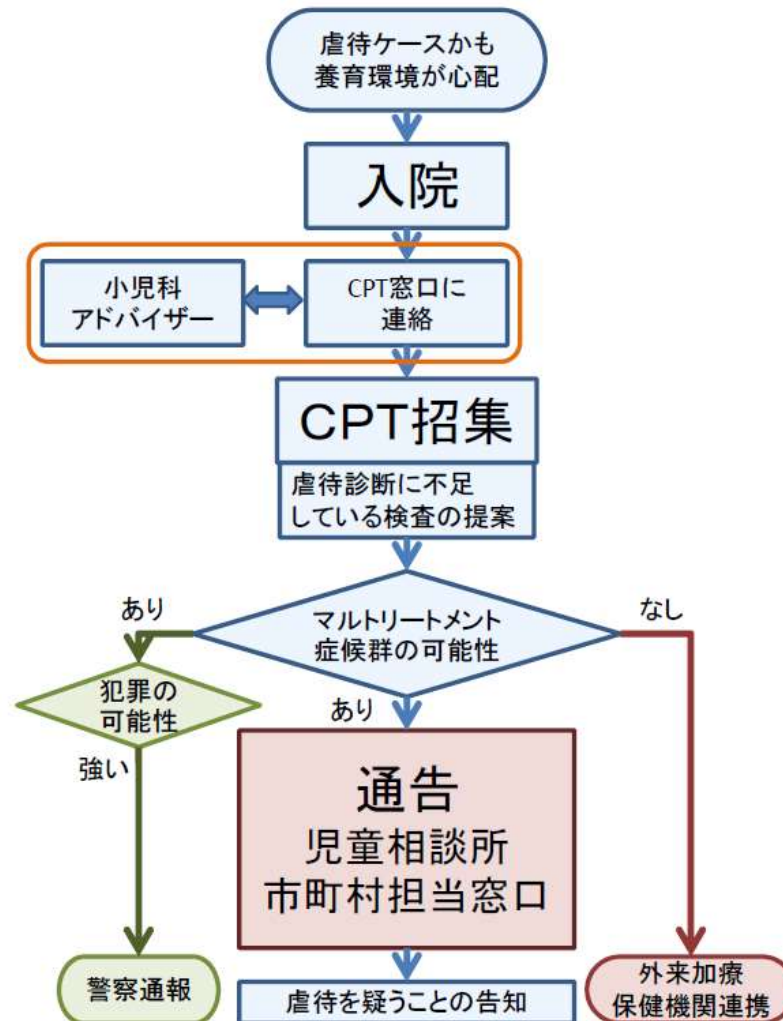 虐待ケースかも
養育環境が心配
入院
小児科
アドバイザー
CPT窓口に
連絡
CPT招集
虐待診断に不足
している検査の提案
マルトリートメント
症候群の可能性
あり
なし
犯罪の
可能性
あり
強い
通告
児童相談所
市町村担当窓口
警察通報
虐待を疑うことの告知
外来加療
保健機関連携